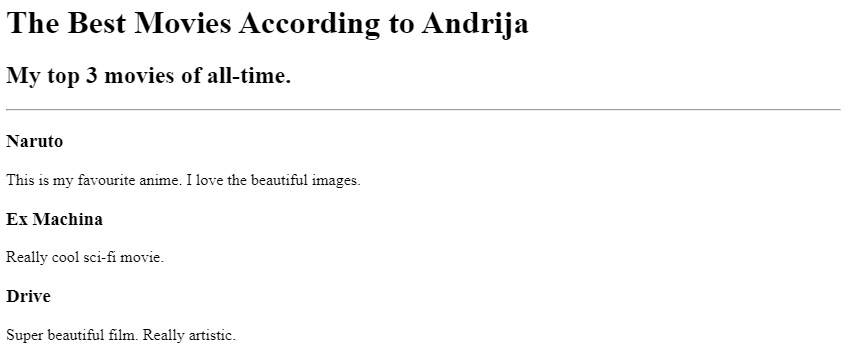 The Best Movies According to Andrija
My top 3 movies of all-time.
Naruto
This is my favourite anime. I love the beautiful images.
Ex Machina
Really cool sci-fi movie.
Drive
Super beautiful film. Really artistic.